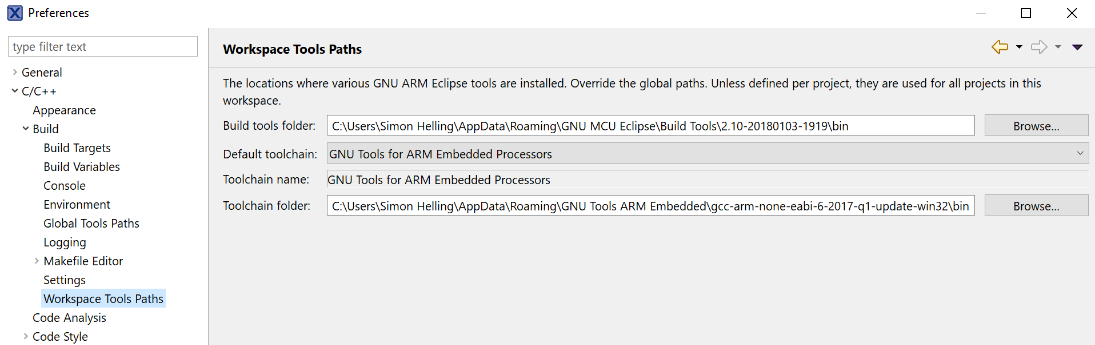 Preferences
type filter text
General
C/C++
Appearance
Build
Build Targets
Build Variables
Console
Environment
Global Tools Paths
Logging
Makefile Editor
Settings
Workspace Tools Paths
Code Analysis
Code Style
Workspace Tools Paths
The locations where various GNU ARM Eclipse tools are installed. Override the global paths. Unless defined per project, they are used for all projects in this
workspace.
Build tools folder: C:\Users\Simon Helling\AppData\Roaming\GNU MCU Eclipse\Build Tools\2.10-20180103-1919\bin Browse...
Default toolchain: GNU Tools for ARM Embedded Processors
Toolchain name: GNU Tools for ARM Embedded Processors
Toolchain folder: C:\Users\Simon Helling\AppData\Roaming\GNU Tools ARM Embedded\gcc-arm-none-eabi-6-2017-q1-update-win32\bin Browse...